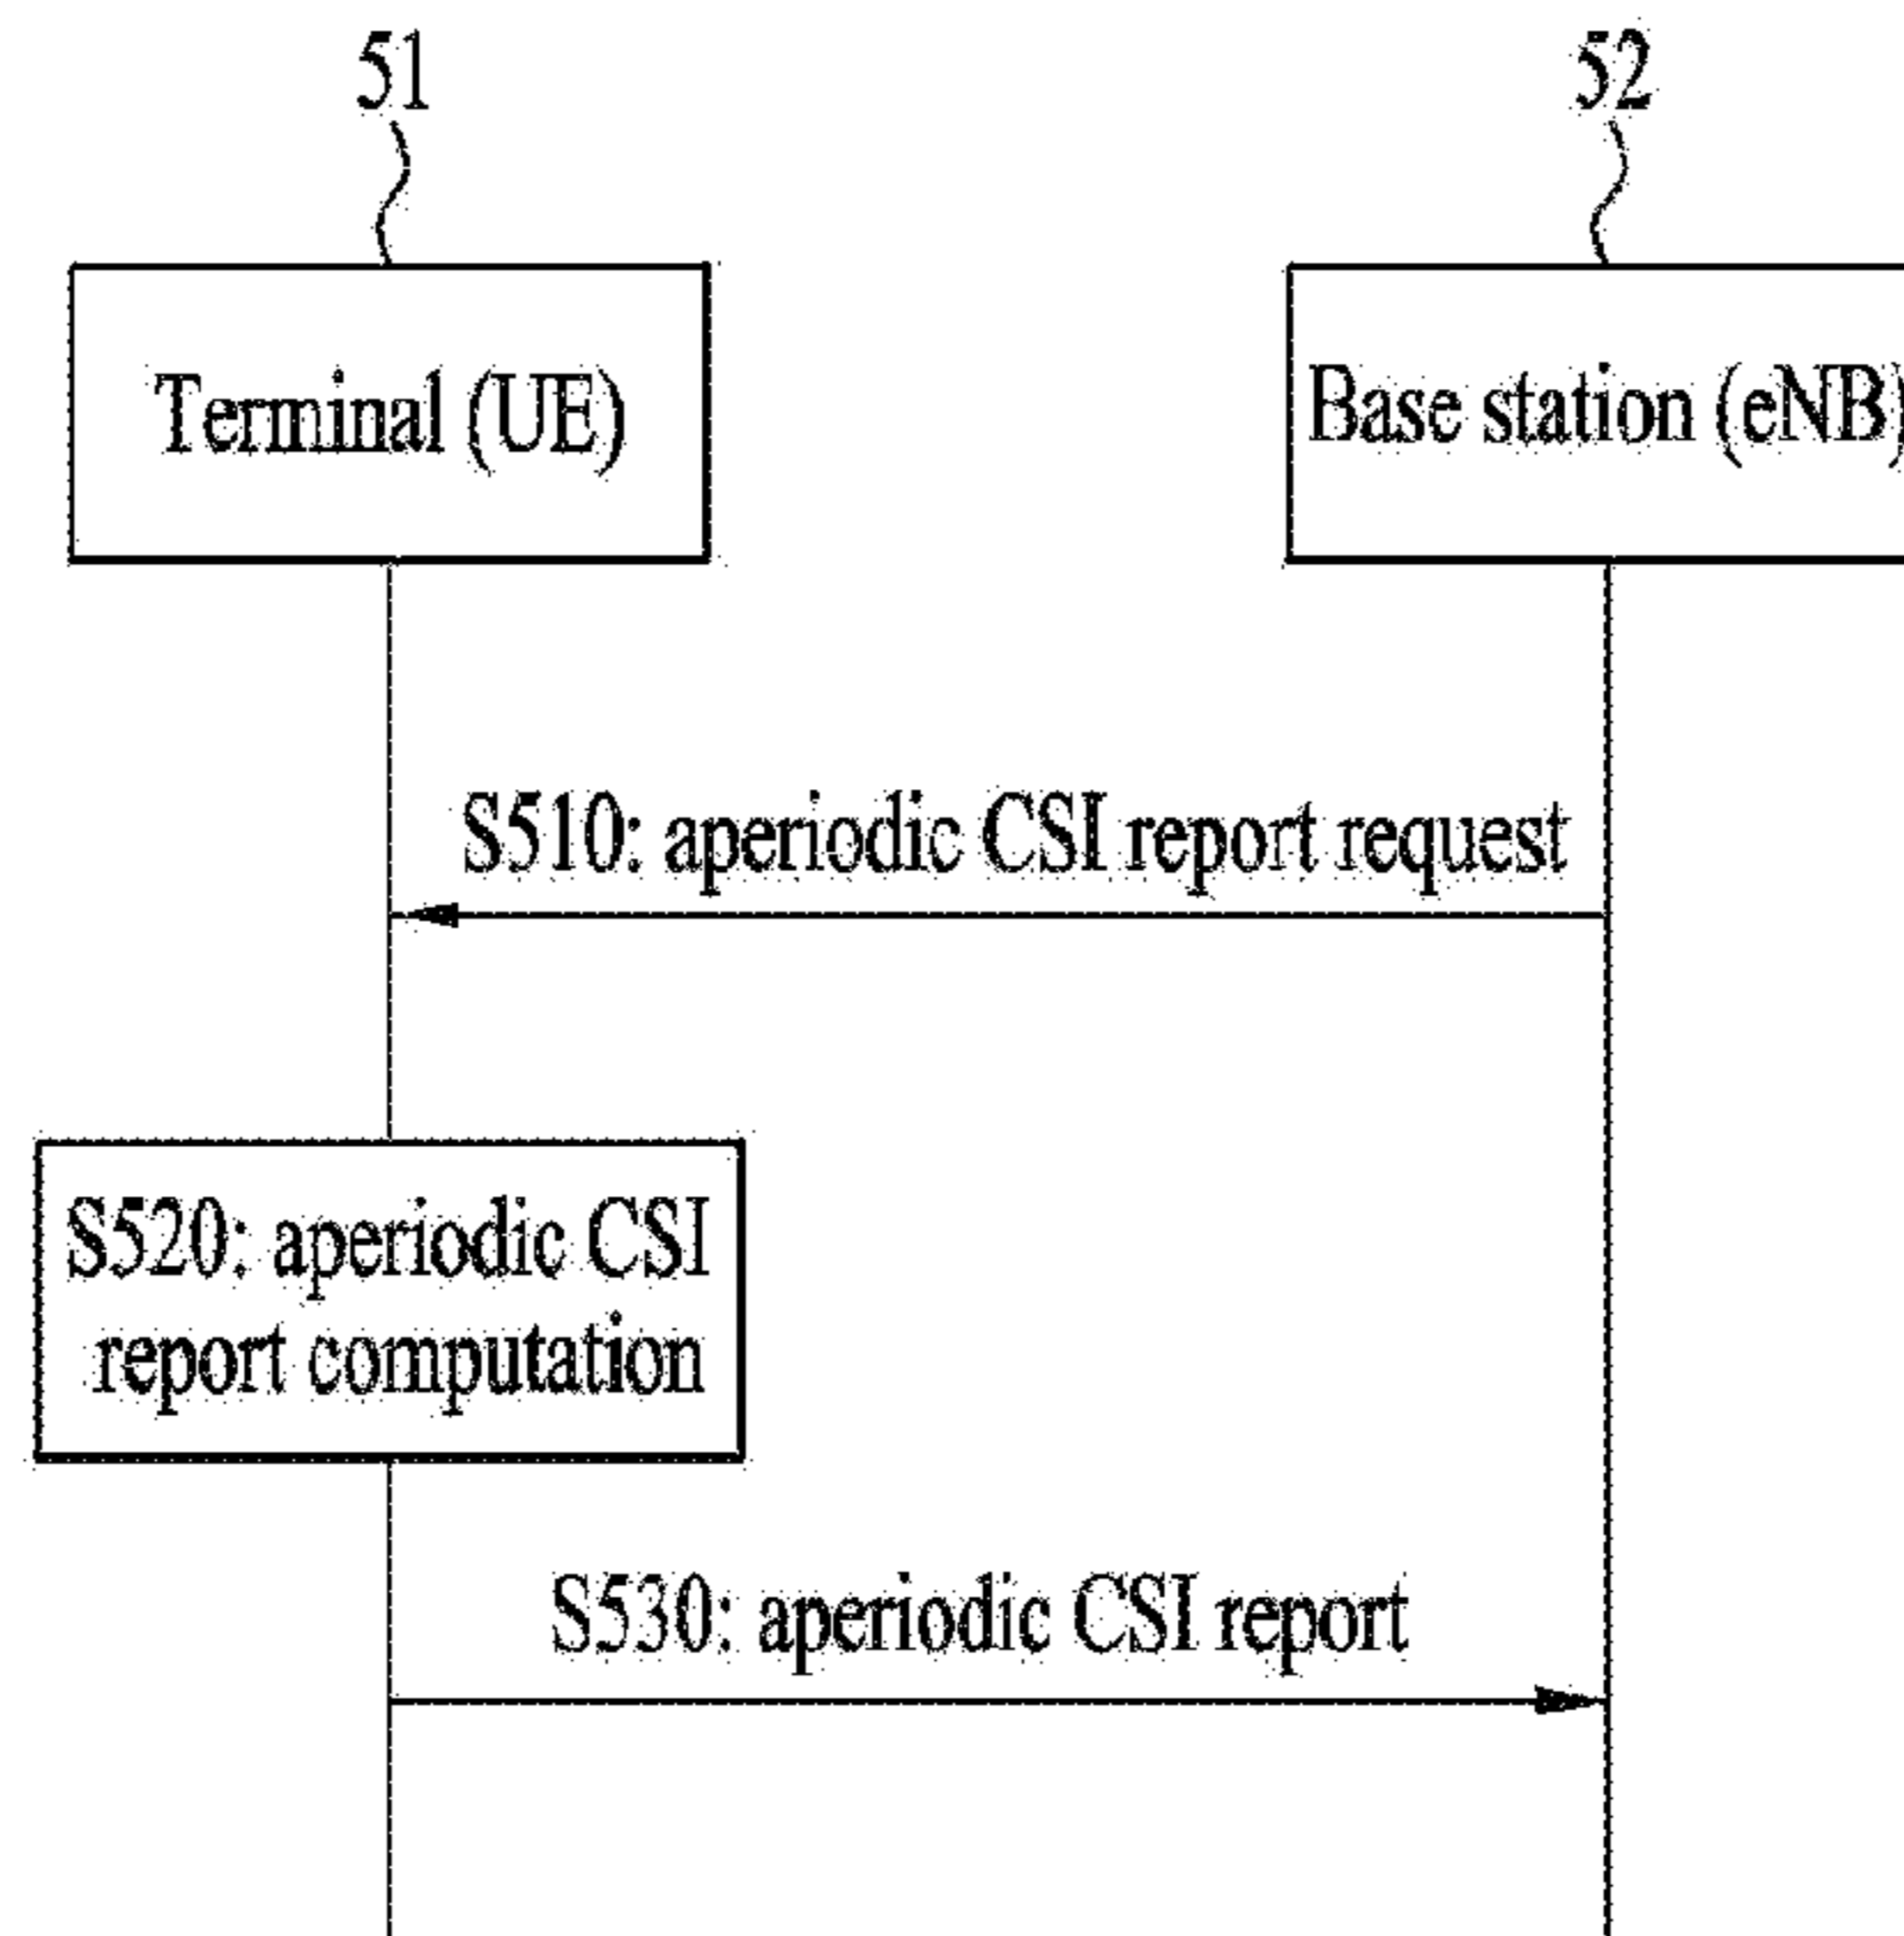 51
52
Terminal (UE)
Base station (eNB)
S510: aperiodic CSI report request
S520: aperiodic CSI
report computation
S530: aperiodic CSI report